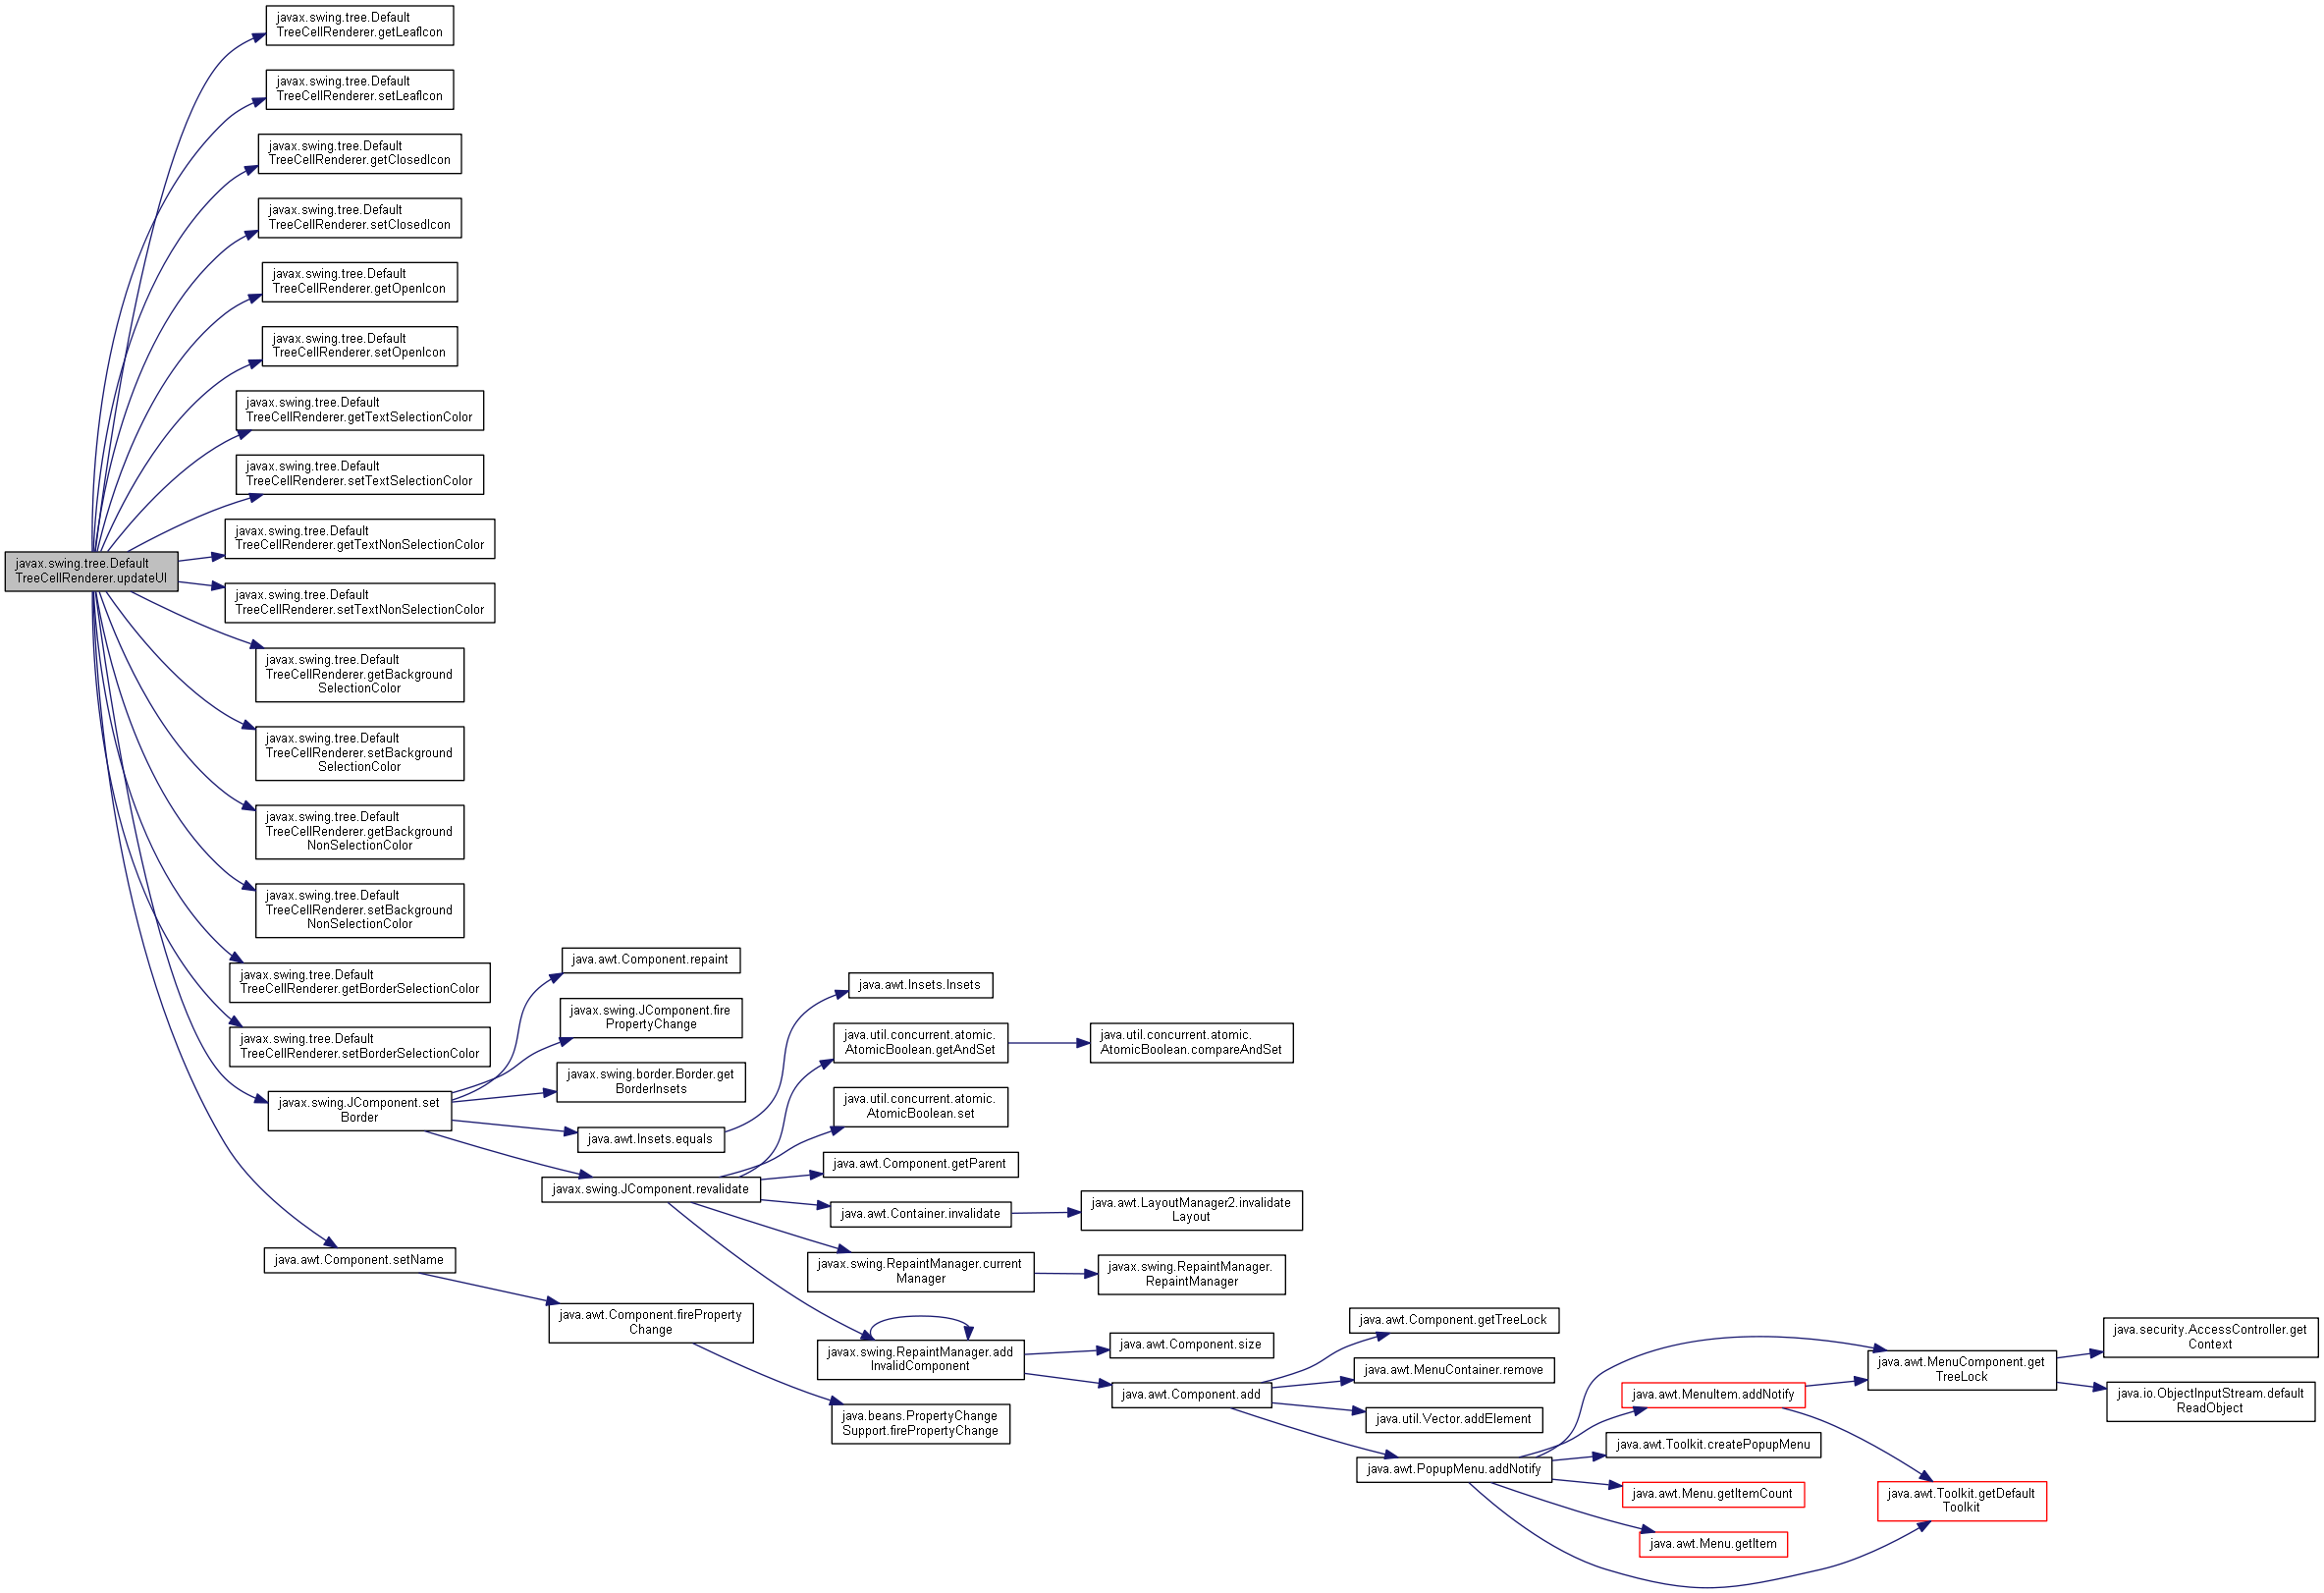 javax.swing.tree.Default
TreeCellRenderer.updateUI
javax.swing.tree.Default
TreeCellRenderer.getLeafIcon
javax.swing.tree.Default
TreeCellRenderer.setLeafIcon
javax.swing.tree.Default
TreeCellRenderer.getClosedIcon
javax.swing.tree.Default
TreeCellRenderer.setClosedIcon
javax.swing.tree.Default
TreeCellRenderer.getOpenIcon
javax.swing.tree.Default
TreeCellRenderer.setOpenIcon
javax.swing.tree.Default
TreeCellRenderer.getTextSelectionColor
javax.swing.tree.Default
TreeCellRenderer.setTextSelectionColor
javax.swing.tree.Default
TreeCellRenderer.getTextNonSelectionColor
javax.swing.tree.Default
TreeCellRenderer.setTextNonSelectionColor
javax.swing.tree.Default
TreeCellRenderer.getBackground
SelectionColor
javax.swing.tree.Default
TreeCellRenderer.setBackground
SelectionColor
javax.swing.tree.Default
TreeCellRenderer.getBackground
NonSelectionColor
javax.swing.tree.Default
TreeCellRenderer.setBackground
NonSelectionColor
javax.swing.tree.Default
TreeCellRenderer.getBorderSelectionColor
javax.swing.tree.Default
TreeCellRenderer.setBorderSelectionColor
javax.swing.JComponent.set
Border
java.awt.Component.setName
java.awt.Component.repaint
javax.swing.JComponent.fire
PropertyChange
javax.swing.border.Border.get
BorderInsets
java.awt.Insets.equals
javax.swing.JComponent.revalidate
java.awt.Component.fireProperty
Change
java.awt.Insets.Insets
java.util.concurrent.atomic.
AtomicBoolean.getAndSet
java.util.concurrent.atomic.
AtomicBoolean.set
java.awt.Component.getParent
java.awt.Container.invalidate
javax.swing.RepaintManager.current
Manager
javax.swing.RepaintManager.add
InvalidComponent
java.beans.PropertyChange
Support.firePropertyChange
java.util.concurrent.atomic.
AtomicBoolean.compareAndSet
java.awt.LayoutManager2.invalidate
Layout
javax.swing.RepaintManager.
RepaintManager
java.awt.Component.size
java.awt.Component.add
java.awt.Component.getTreeLock
java.awt.MenuContainer.remove
java.util.Vector.addElement
java.awt.PopupMenu.addNotify
java.awt.MenuItem.addNotify
java.awt.Toolkit.createPopupMenu
java.awt.Menu.getItemCount
java.awt.Menu.getItem
java.awt.MenuComponent.get
TreeLock
java.awt.Toolkit.getDefault
Toolkit
java.security.AccessController.get
Context
java.io.ObjectInputStream.default
ReadObject